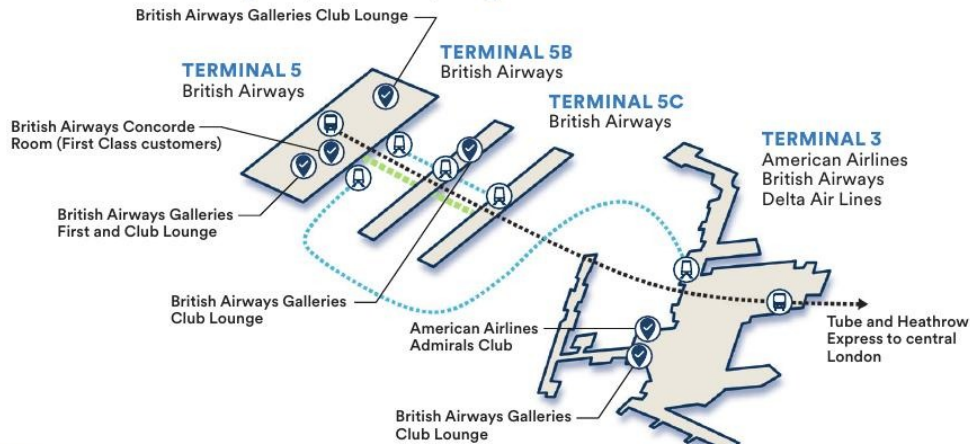 British Airways Galleries Club Lounge
TERMINAL 5
British Airways
TERMINAL 5B
British Airways
TERMINAL 5C
British Airways
TERMINAL 3
American Airlines
British Airways
Delta Air Lines
British Airways Concorde
Room (First Class customers)
British Airways Galleries
First and Club Lounge
British Airways Galleries
Club Lounge
American Airlines
Admirals Club
British Airways Galleries
Club Lounge
Tube and Heathrow
Express to central
London